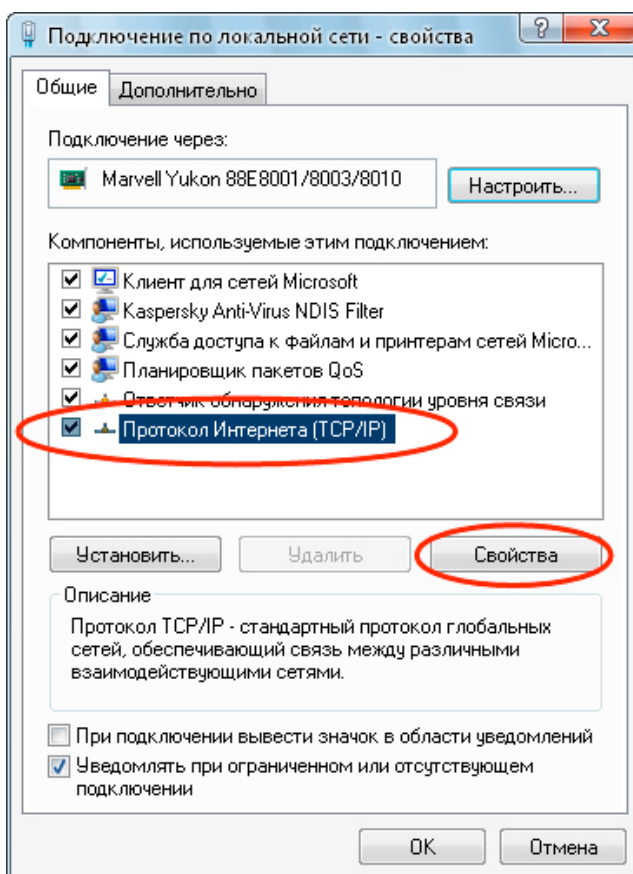 Подключение по локальной сети - свойства
Общие
Дополнительно
Подключение через:
Marvell Yukon 88E8001/8003/8010
Настроить...
Компоненты, используемые этим подключением:
Клиент для сетей Microsoft
Kaspersky Anti-Virus NDIS Filter
Служба доступа к файлам и принтерам сетей Micro...
Планировщик пакетов QoS
Ответчик обнаружения топологии уровня связи
Протокол Интернета (TCP/IP)
Установить...
Удалить
Свойства
Описание
Протокол TCP/IP - стандартный протокол глобальных
сетей, обеспечивающий связь между различными
взаимодействующими сетями.
При подключении вывести значок в области уведомлений
Уведомлять при ограниченном или отсутствующем
подключении
OK
Отмена